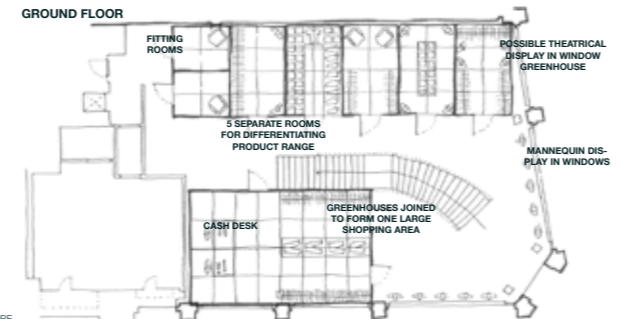 GROUND FLOOR
FITTING
ROOMS
POSSIBLE THEATRICAL
DISPLAY IN WINDOW
GREENHOUSE
5 SEPARATE ROOMS
FOR DIFFERENTIATING
PRODUCT RANGE
MANNEQUIN DIS-
PLAY IN WINDOWS
GREENHOUSES JOINED
TO FORM ONE LARGE
SHOPPING AREA
CASH DESK